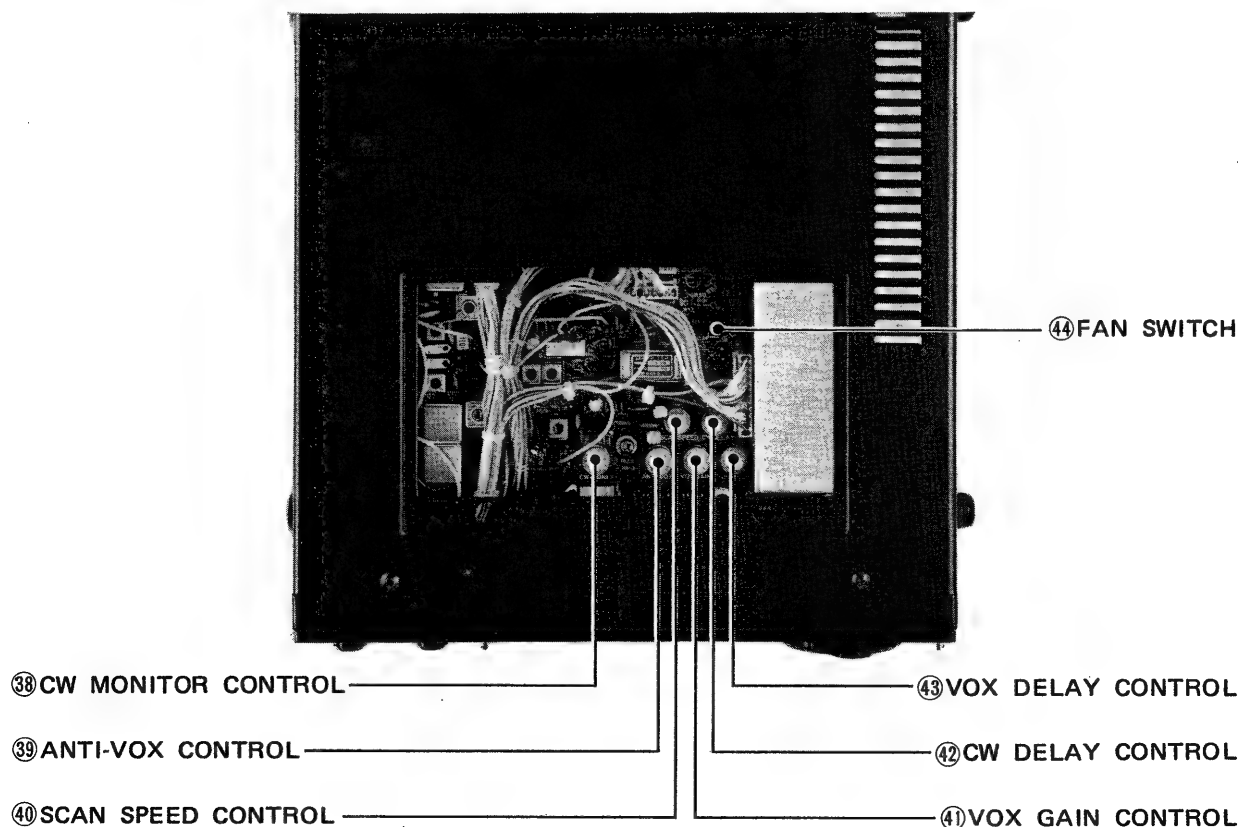 ㊹FAN SWITCH
㊳CW MONITOR CONTROL
㊴ANTI-VOX CONTROL
㊵SCAN SPEED CONTROL
㊸VOX DELAY CONTROL
㊷CW DELAY CONTROL
㊶VOX GAIN CONTROL